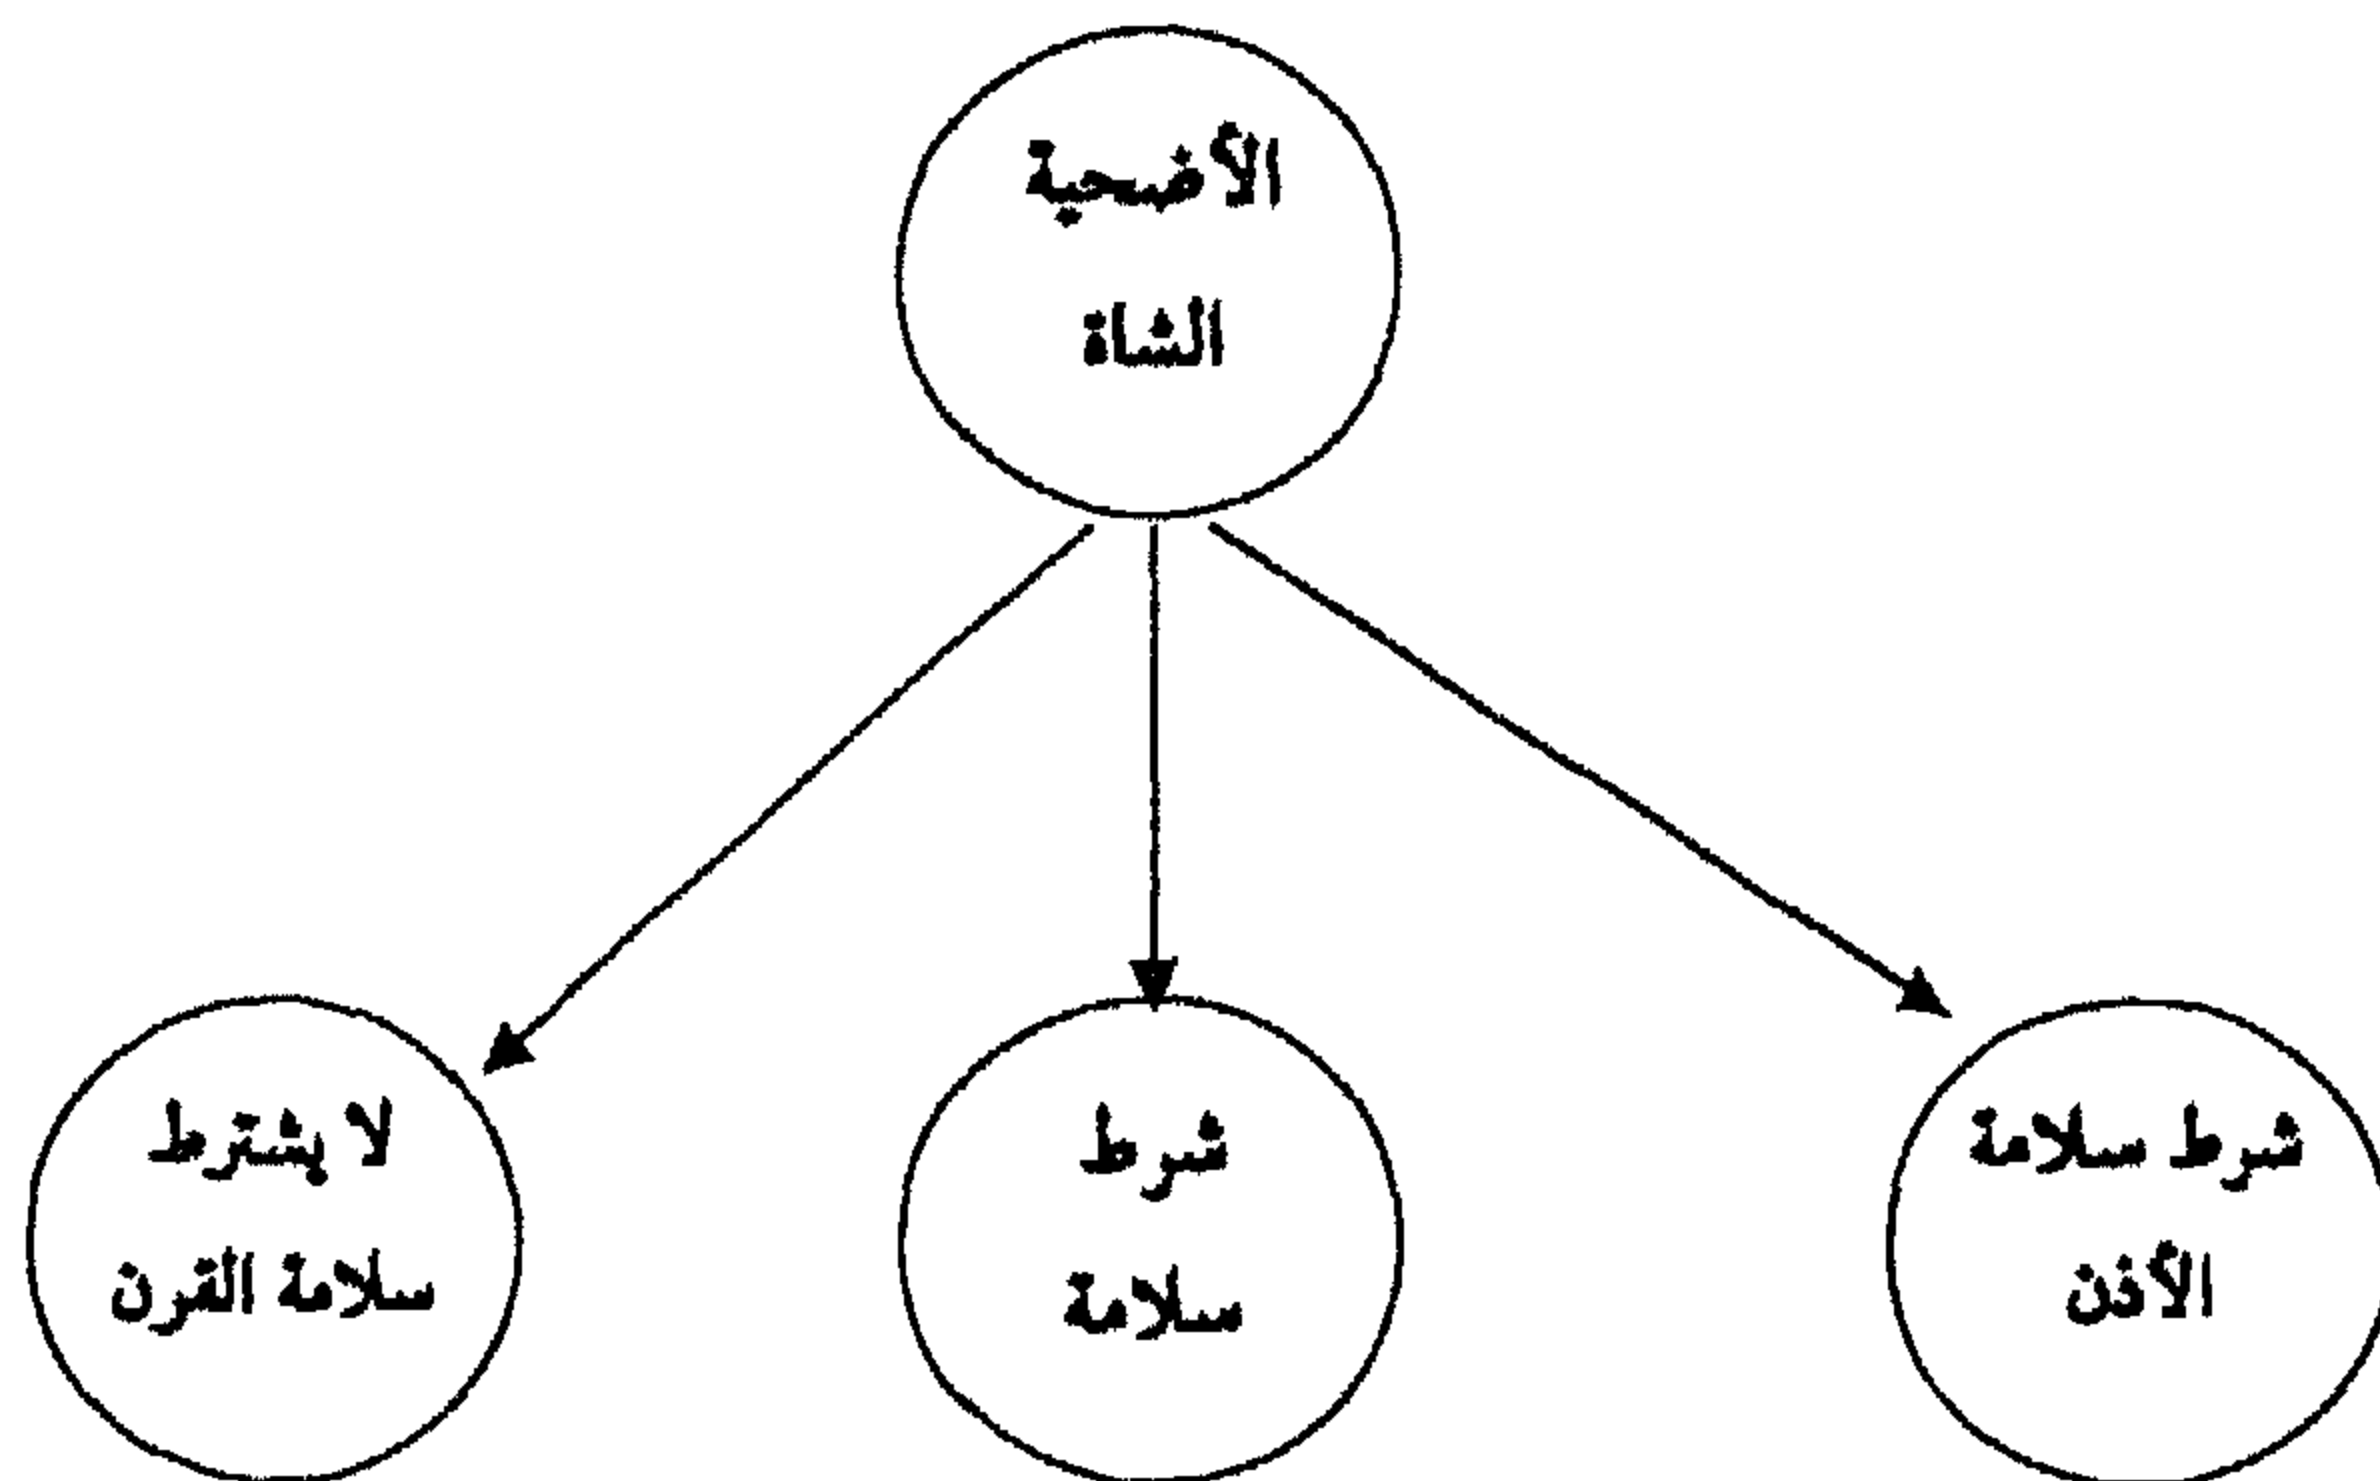 الأضحية
الشاة
شرط سلامة
الأذن
شرط
سلامة
لا يشترط
سلامة القرن